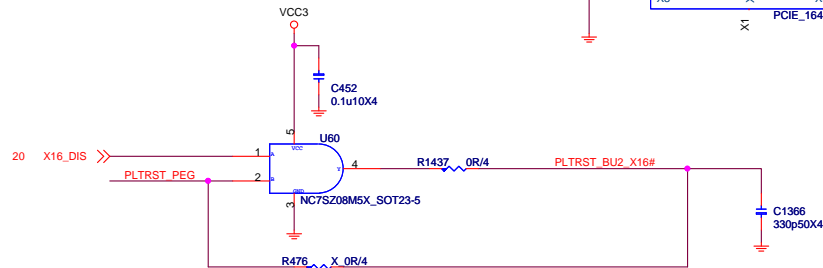 VCC3
PCIE_164
X1
C452
0.1u10X4
5
U60
VCC
20 X16_DIS
1
A
R1437 0R/4
PLTRST_BU2_X16#
Y
4
PLTRST_PEG
2
B
GND
3
NC7SZ08M5X_SOT23-5
C1366
330p50X4
R476 X_0R/4